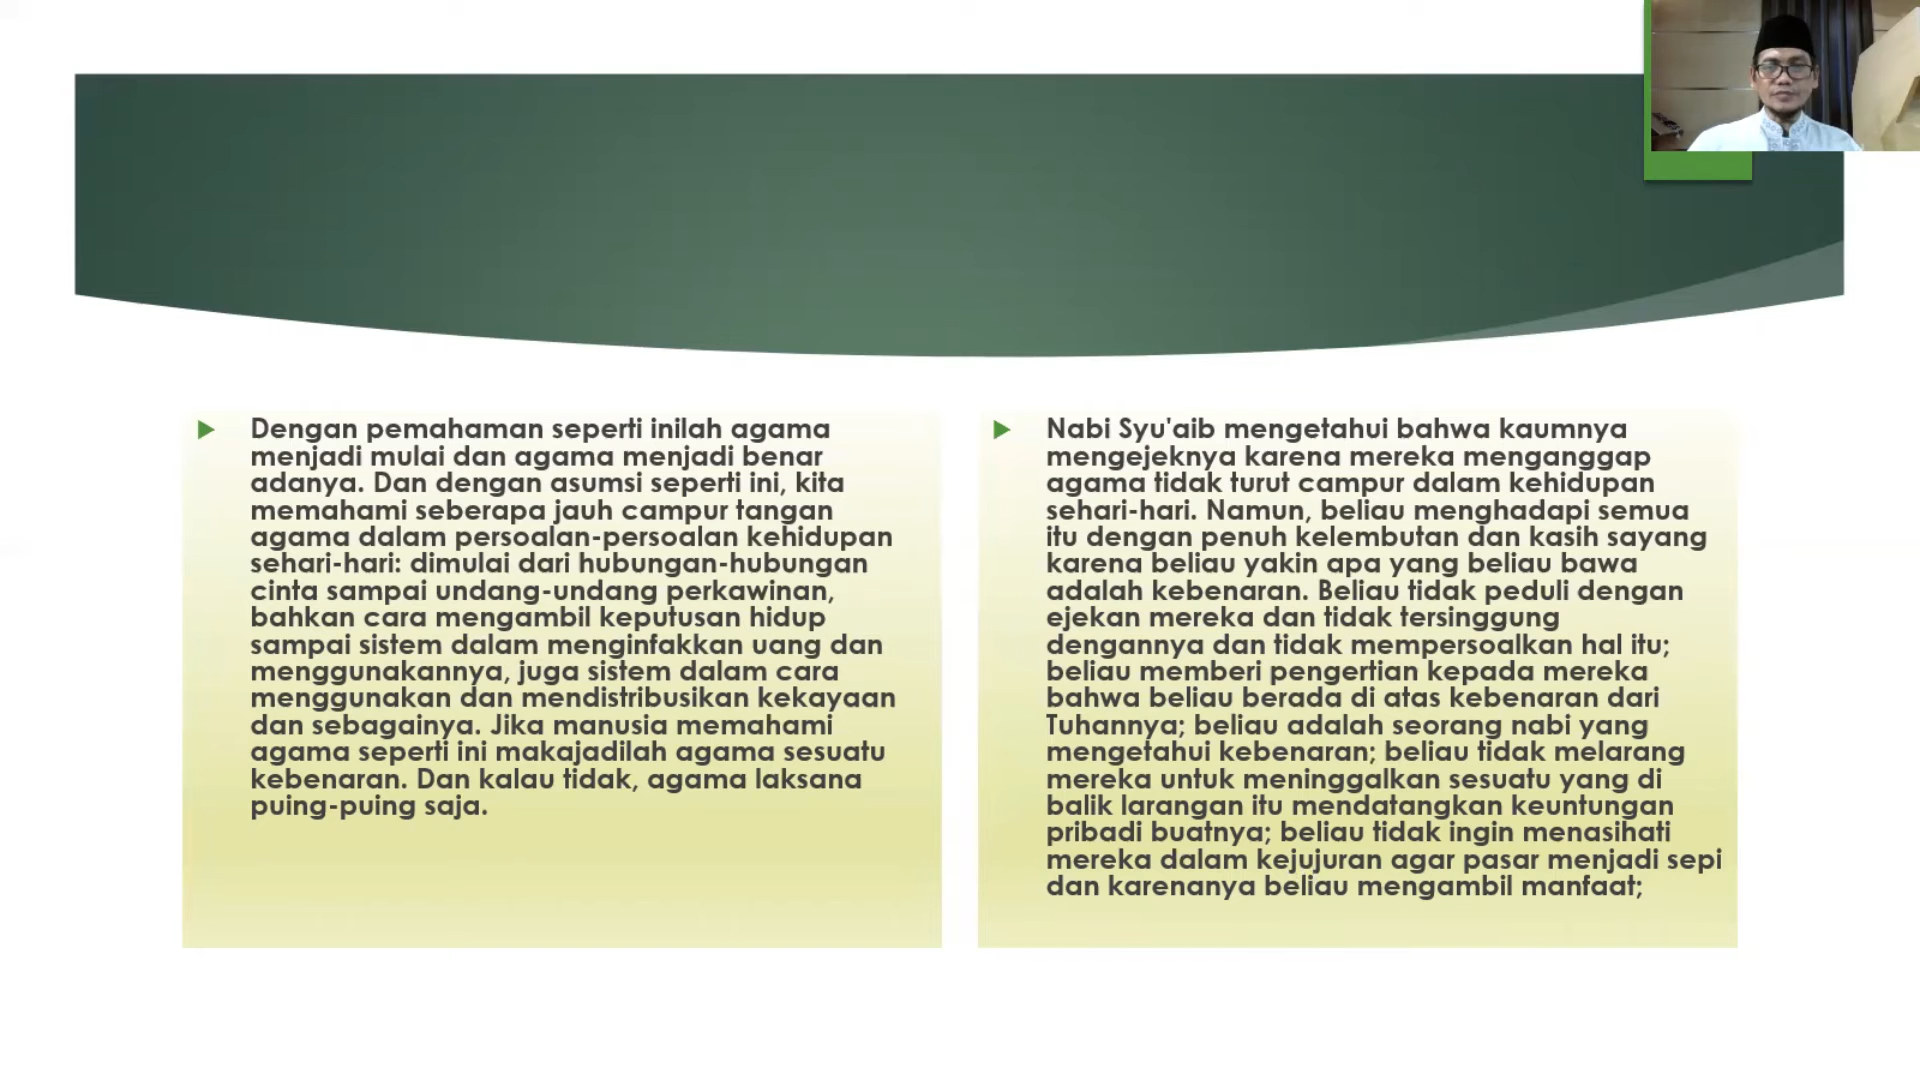 Dengan pemahaman seperti inilah agama
menjadi mulai dan agama menjadi benar
adanya. Dan dengan asumsi seperti ini, kita
memahami seberapa jauh campur tangan
agama dalam persoalan-persoalan kehidupan
sehari-hari: dimulai dari hubungan-hubungan
cinta sampai undang-undang perkawinan,
bahkan cara mengambil keputusan hidup
sampai sistem dalam menginfakkan uang dan
menggunakannya, juga sistem dalam cara
menggunakan dan mendistribusikan kekayaan
dan sebagainya. Jika manusia memahami
agama seperti ini makajadilah agama sesuatu
kebenaran. Dan kalau tidak, agama laksana
puing-puing saja.
Nabi Syu'aib mengetahui bahwa kaumnya
mengejeknya karena mereka menganggap
agama tidak turut campur dalam kehidupan
sehari-hari. Namun, beliau menghadapi semua
itu dengan penuh kelembutan dan kasih sayang
karena beliau yakin apa yang beliau bawa
adalah kebenaran. Beliau tidak peduli dengan
ejekan mereka dan tidak tersinggung
dengannya dan tidak mempersoalkan hal itu;
beliau memberi pengertian kepada mereka
bahwa beliau berada di atas kebenaran dari
Tuhannya; beliau adalah seorang nabi yang
mengetahui kebenaran; beliau tidak melarang
mereka untuk meninggalkan sesuatu yang di
balik larangan itu mendatangkan keuntungan
pribadi buatnya; beliau tidak ingin menasihati
mereka dalam kejujuran agar pasar menjadi sepi
dan karenanya beliau mengambil manfaat;